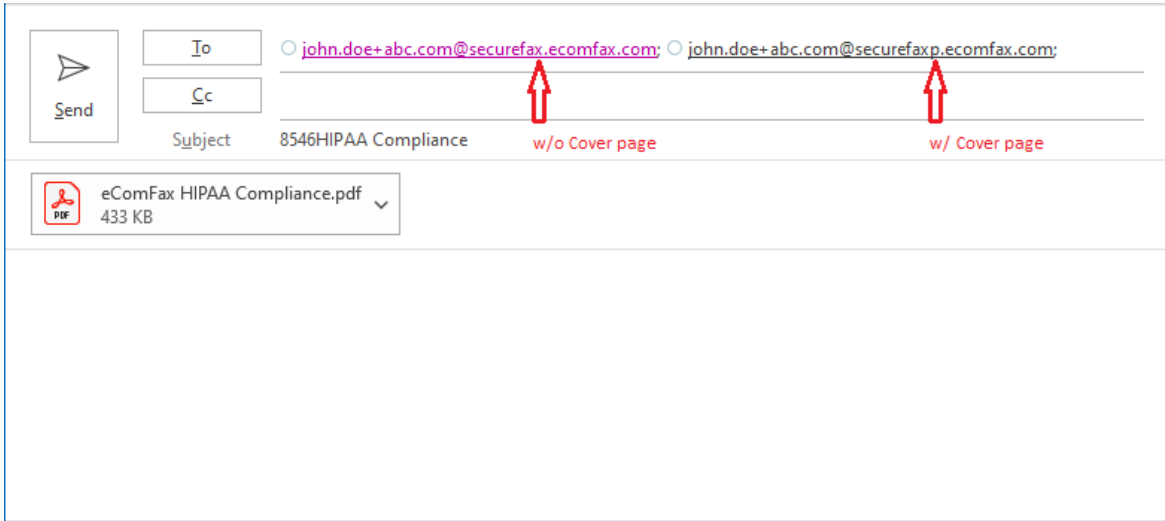 To
john.doe+abc.com@securefax.ecomfax.com; john.doe+abc.com@securefaxp.ecomfax.com;
Send
Cc
Subject
8546HIPAA Compliance
w/o Cover page
w/ Cover page
PDF
eComFax HIPAA Compliance.pdf
433 KB